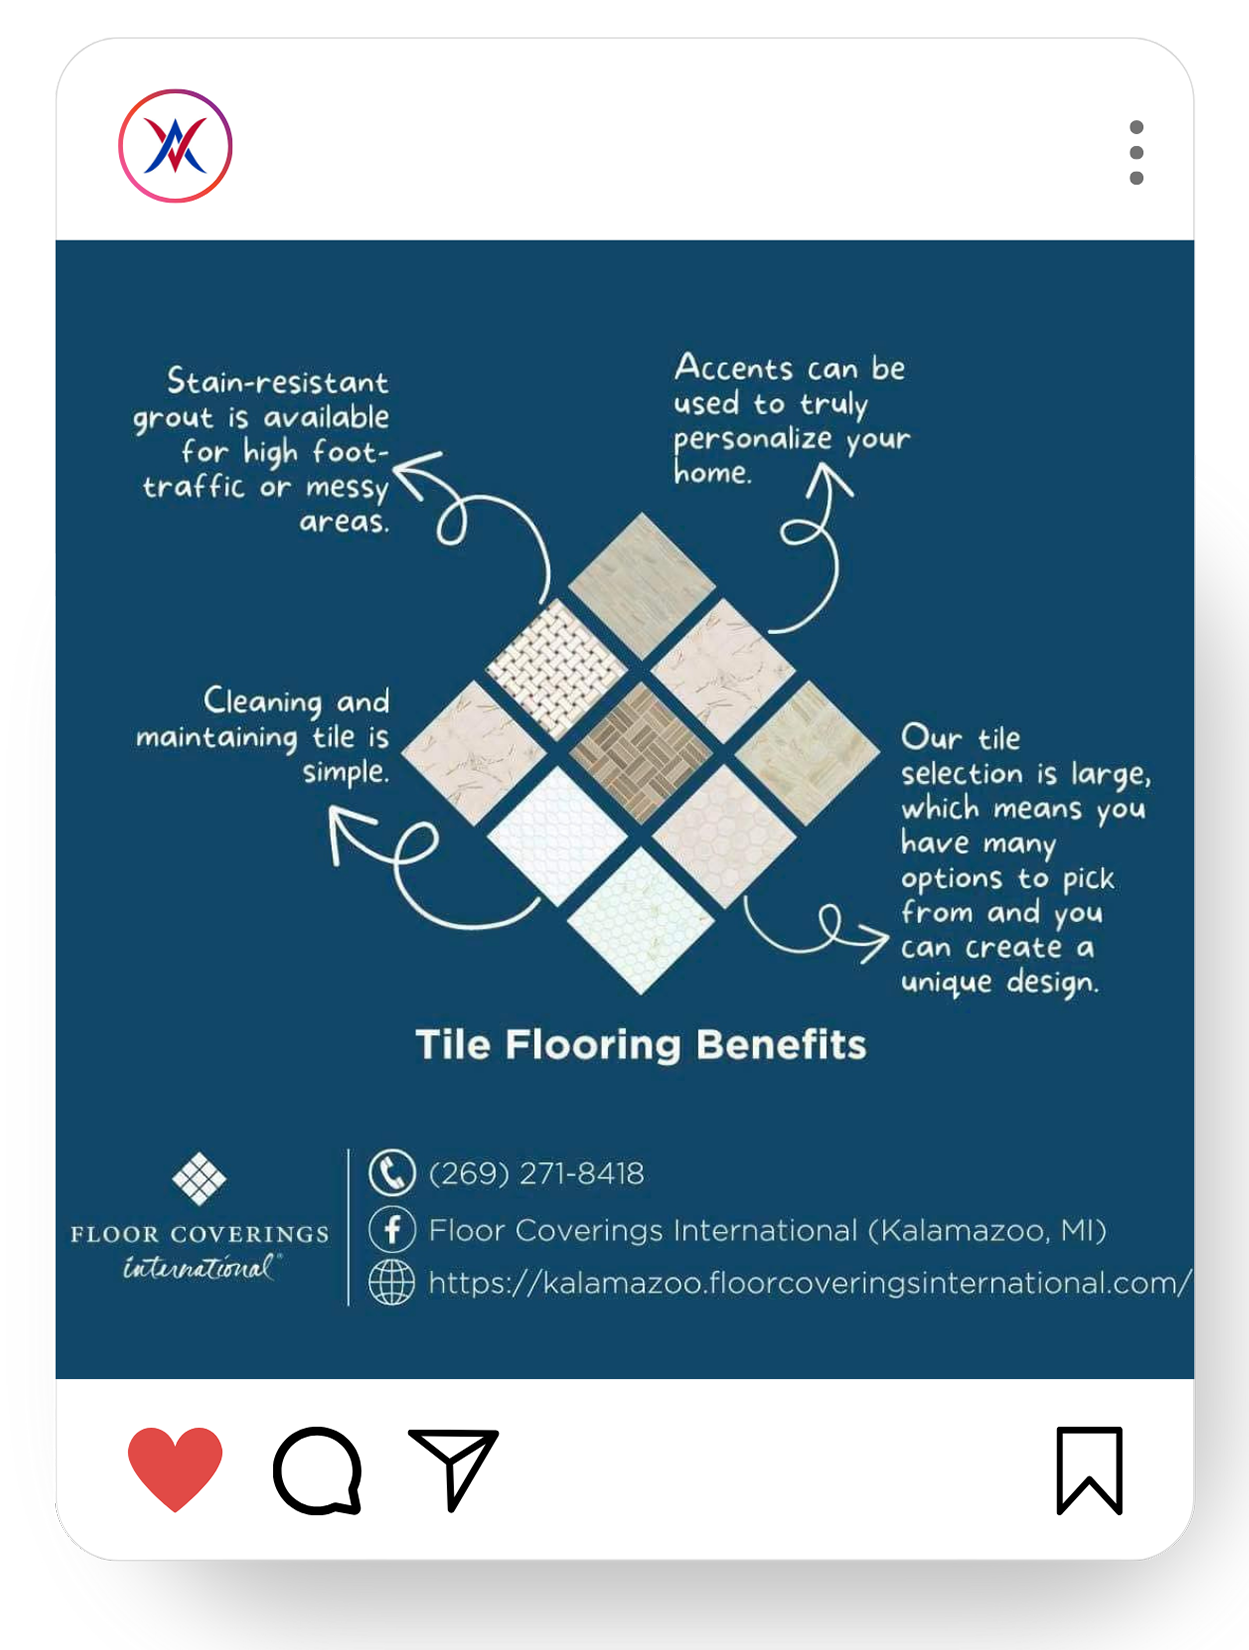 Stain-resistant
grout is available
for high foot-
traffic or messy
areas.
Accents can be
used to truly
personalize your
home.
Cleaning and
maintaining tile is
simple.
Our tile
selection is large,
which means you
have many
options to pick
from and you
can create a
unique design.
Tile Flooring Benefits
FLOOR COVERINGS
international®
(269) 271-8418
Floor Coverings International (Kalamazoo, MI)
https://kalamazoo.floorcoveringsinternational.com/